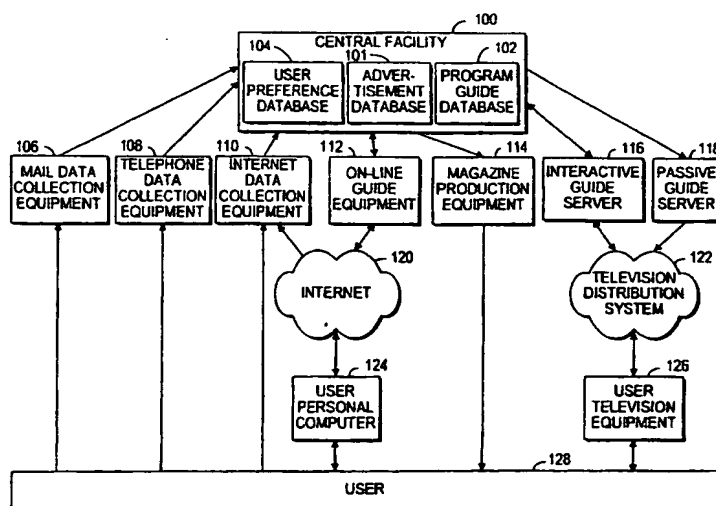 100
CENTRAL FACILITY
104
USER
PREFERENCE
DATABASE
101
ADVER-
TISEMENT
DATABASE
102
PROGRAM
GUIDE
DATABASE
106
MAIL DATA
COLLECTION
EQUIPMENT
108
TELEPHONE
DATA
COLLECTION
EQUIPMENT
110
INTERNET
DATA
COLLECTION
EQUIPMENT
112
ON-LINE
GUIDE
EQUIPMENT
114
MAGAZINE
PRODUCTION
EQUIPMENT
116
INTERACTIVE
GUIDE
SERVER
118
PASSIVE
GUIDE
SERVER
120
INTERNET
122
TELEVISION
DISTRIBUTION
SYSTEM
124
USER
PERSONAL
COMPUTER
126
USER
TELEVISION
EQUIPMENT
128
USER